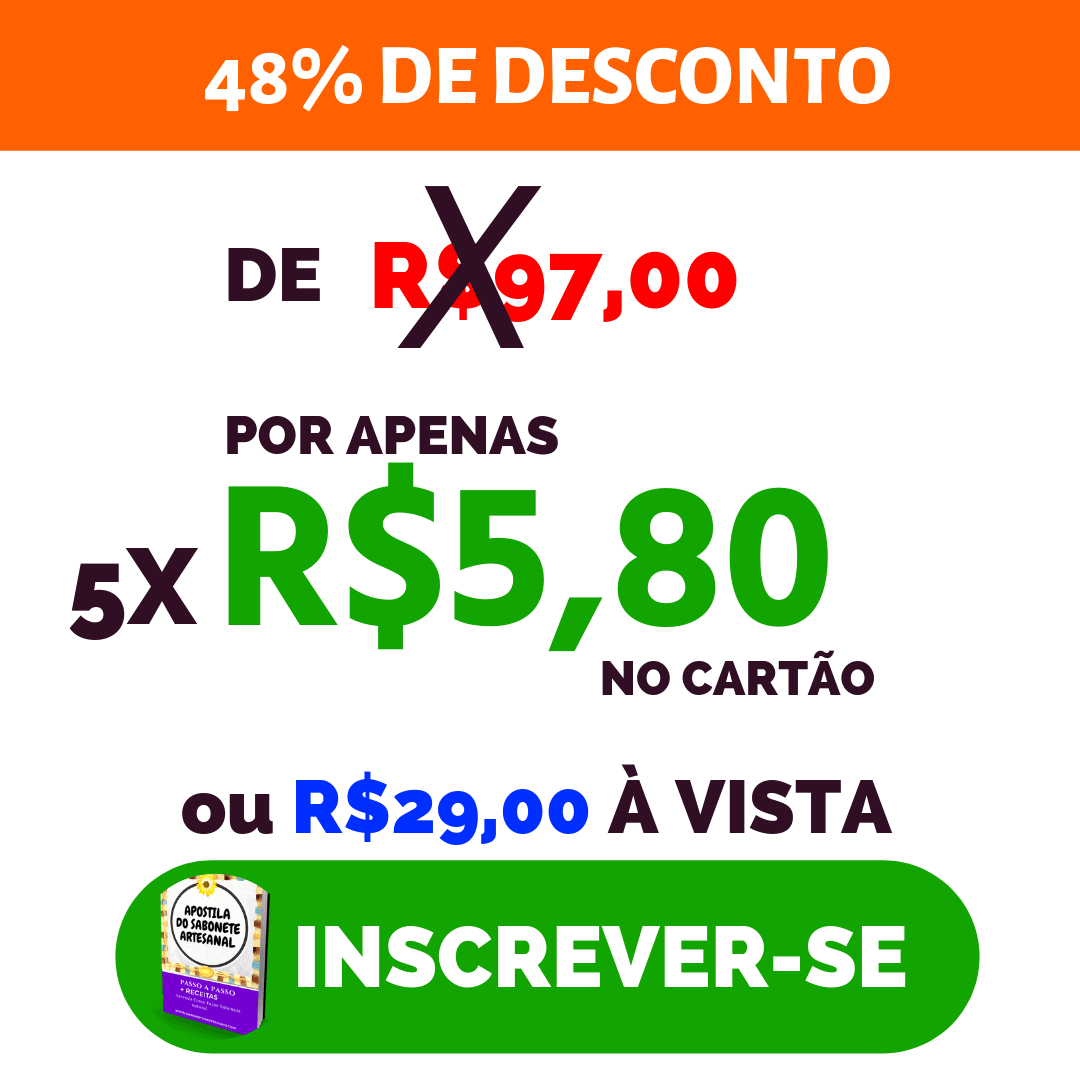 48% DE DESCONTO
DE R$97,00
X
POR APENAS
5X R$5,80
NO CARTÃO
ou R$29,00 À VISTA
APOSTILA
DO SABONETE
ARTESANAL
PASSO A PASSO
+ RECEITAS
INSCREVER-SE